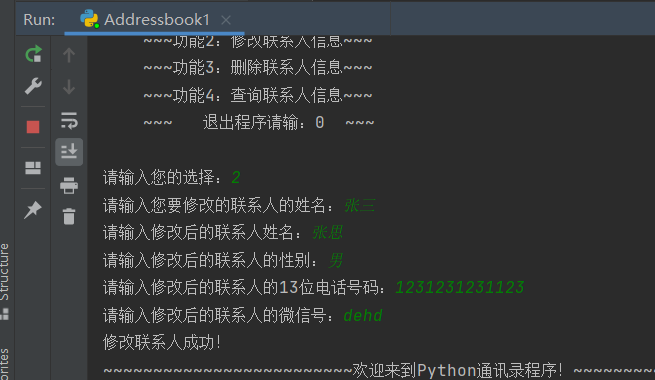 Run: Addressbook1 ×
~~~功能2：修改联系人信息~~~
~~~功能3：删除联系人信息~~~
~~~功能4：查询联系人信息~~~
~~~ 退出程序请输：0 ~~~
请输入您的选择：2
请输入您要修改的联系人的姓名：张三
请输入修改后的联系人姓名：张思
请输入修改后的联系人的性别：男
请输入修改后的联系人的13位电话号码：1231231231123
请输入修改后的联系人的微信号：dehd
修改联系人成功！
~~~~~~~~~~~~~~~~~~~~~~~~~欢迎来到Python通讯录程序！~~~~~~~~~
Structure